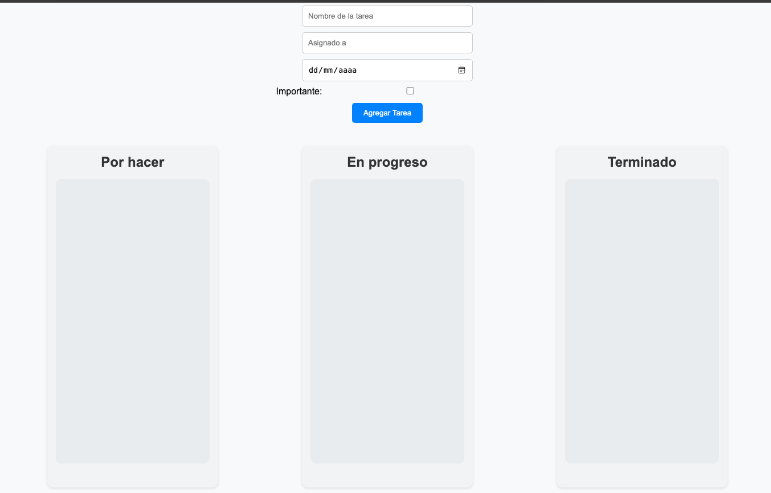 Nombre de la tarea
Asignado a
dd/mm/aaaa
Importante:
Agregar Tarea
Por hacer
En progreso
Terminado